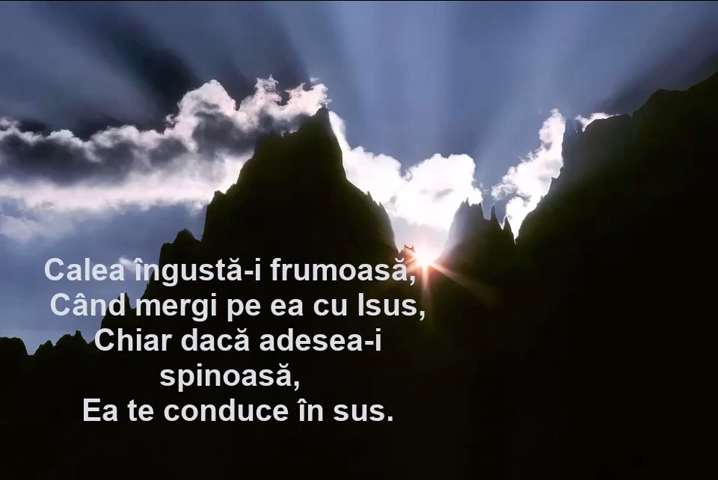 Calea îngustă-i frumoasă,
Când mergi pe ea cu Isus,
Chiar dacă adesea-i
spinoasă,
Ea te conduce în sus.